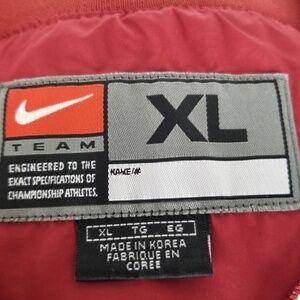 TEAM
XL
ENGINEERED TO THE
EXACT SPECIFICATIONS OF
CHAMPIONSHIP ATHLETES.
NAME/#
XL TG EG
MADE IN KOREA
FABRIQUE EN
COREE